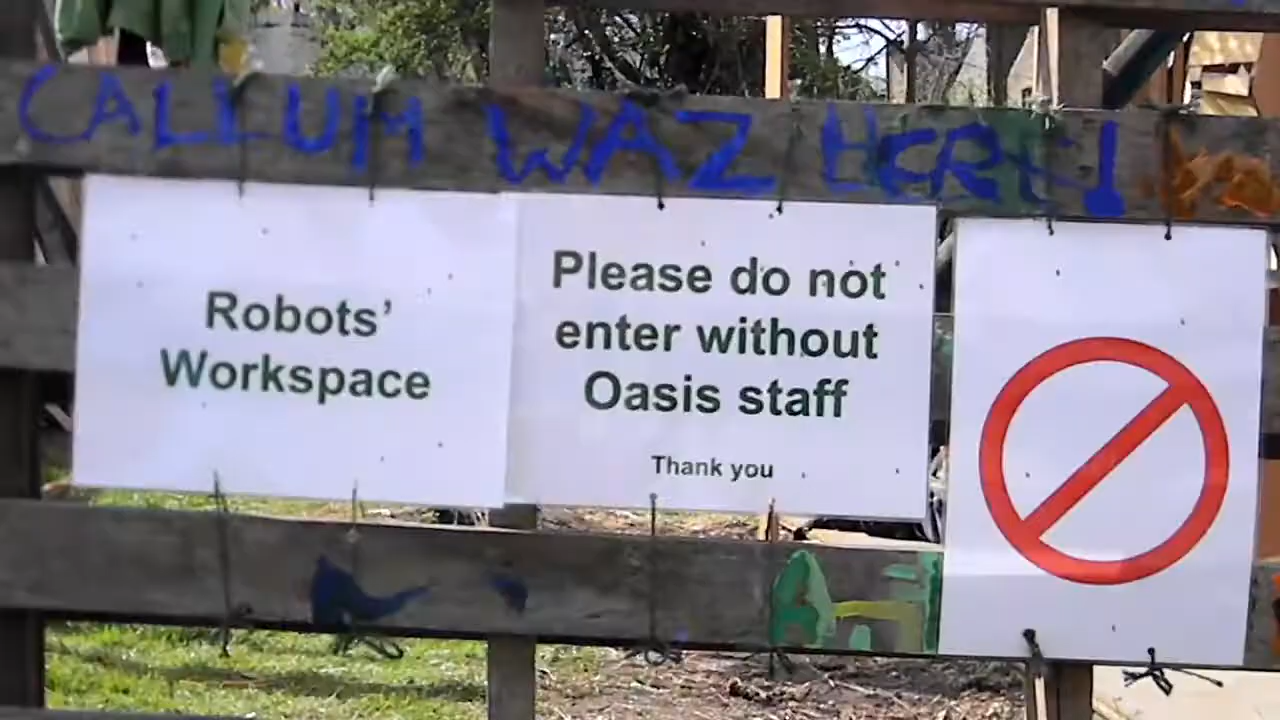 CALLUM WAZ HERE!
Robots'
Workspace
Please do not
enter without
Oasis staff
Thank you